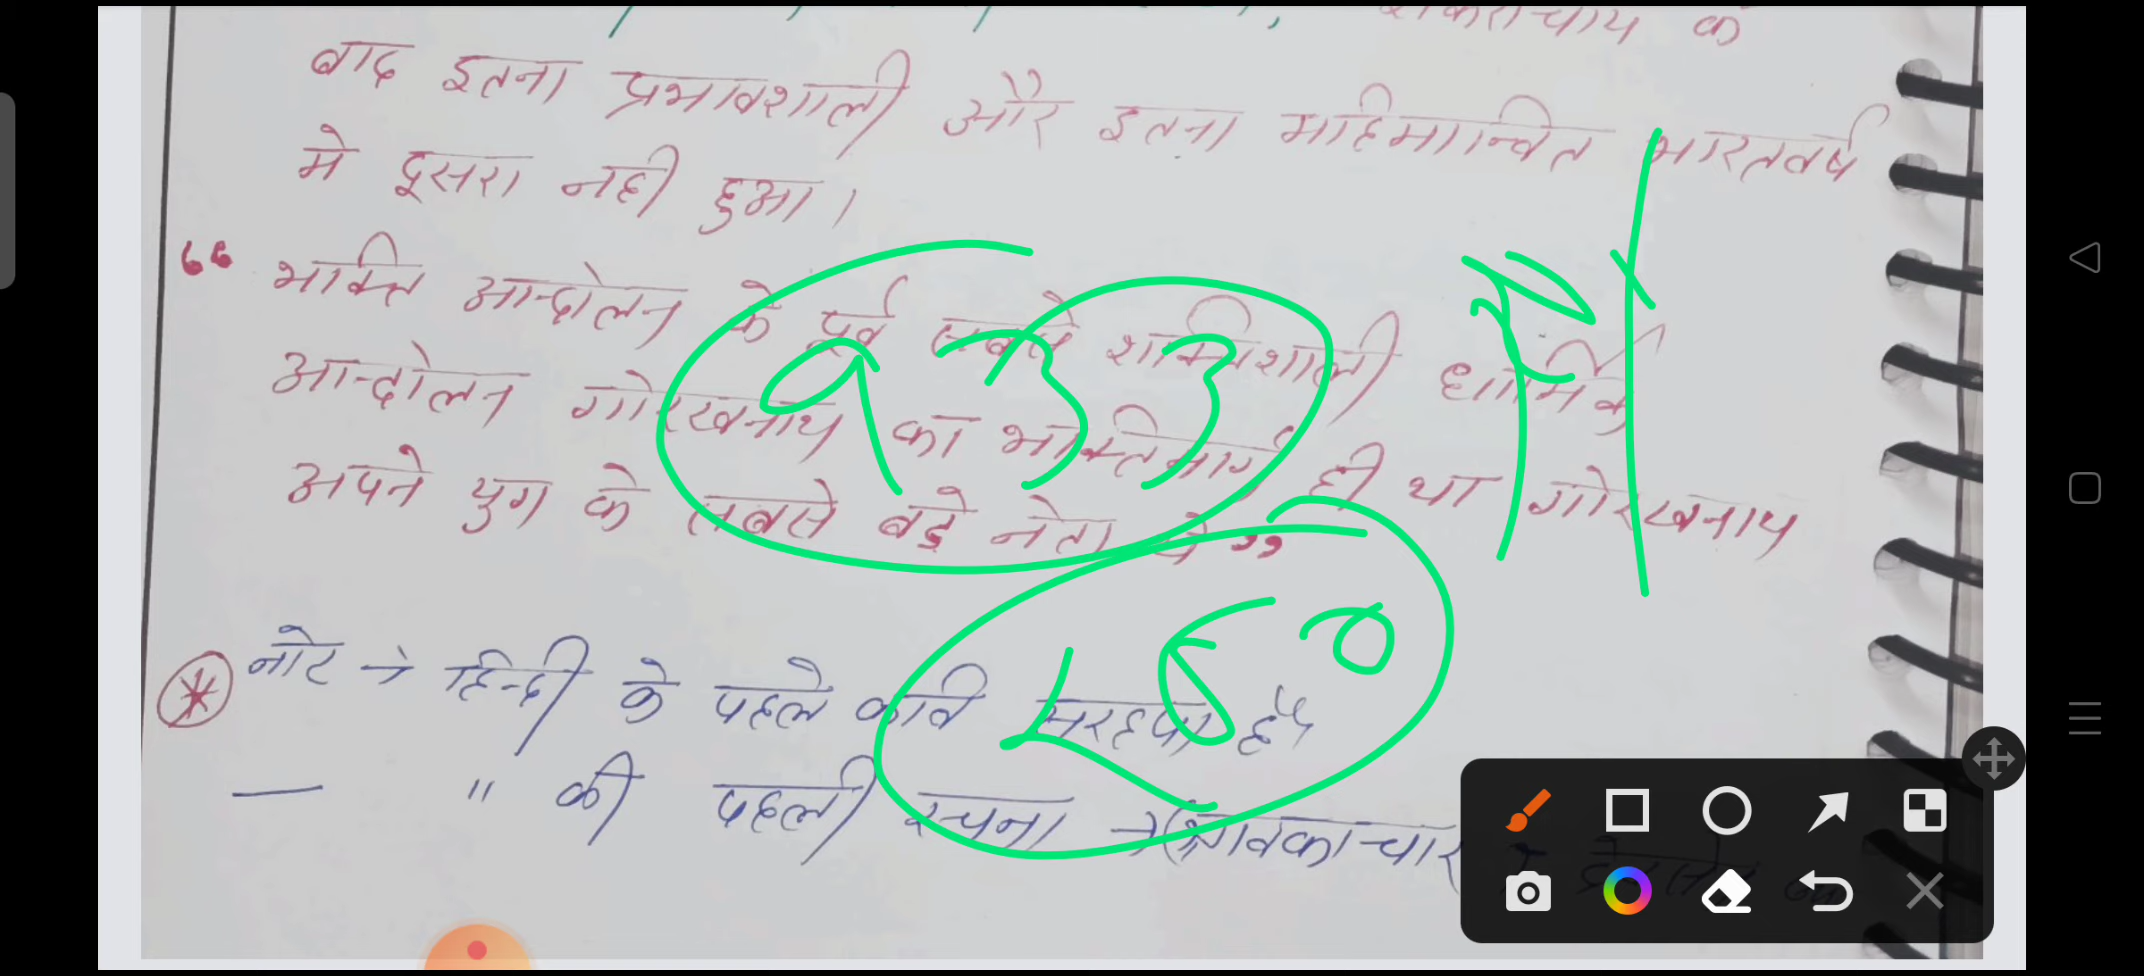 शंकराचार्य के
बाद इतना प्रभावशाली और इतना महिमान्वित भारतवर्ष
मे दूसरा नही हुआ।
“ भक्ति आन्दोलन के पूर्व सबसे शक्तिशाली धार्मिक
आन्दोलन गोरखनाथ का भक्तिमार्ग ही था गोरखनाथ
अपने युग के सबसे बड़े नेता थे ”
९३३
नोट → हिन्दी के पहले कवि सरहपा हैं
— " की पहली रचना → (श्रावकाचार